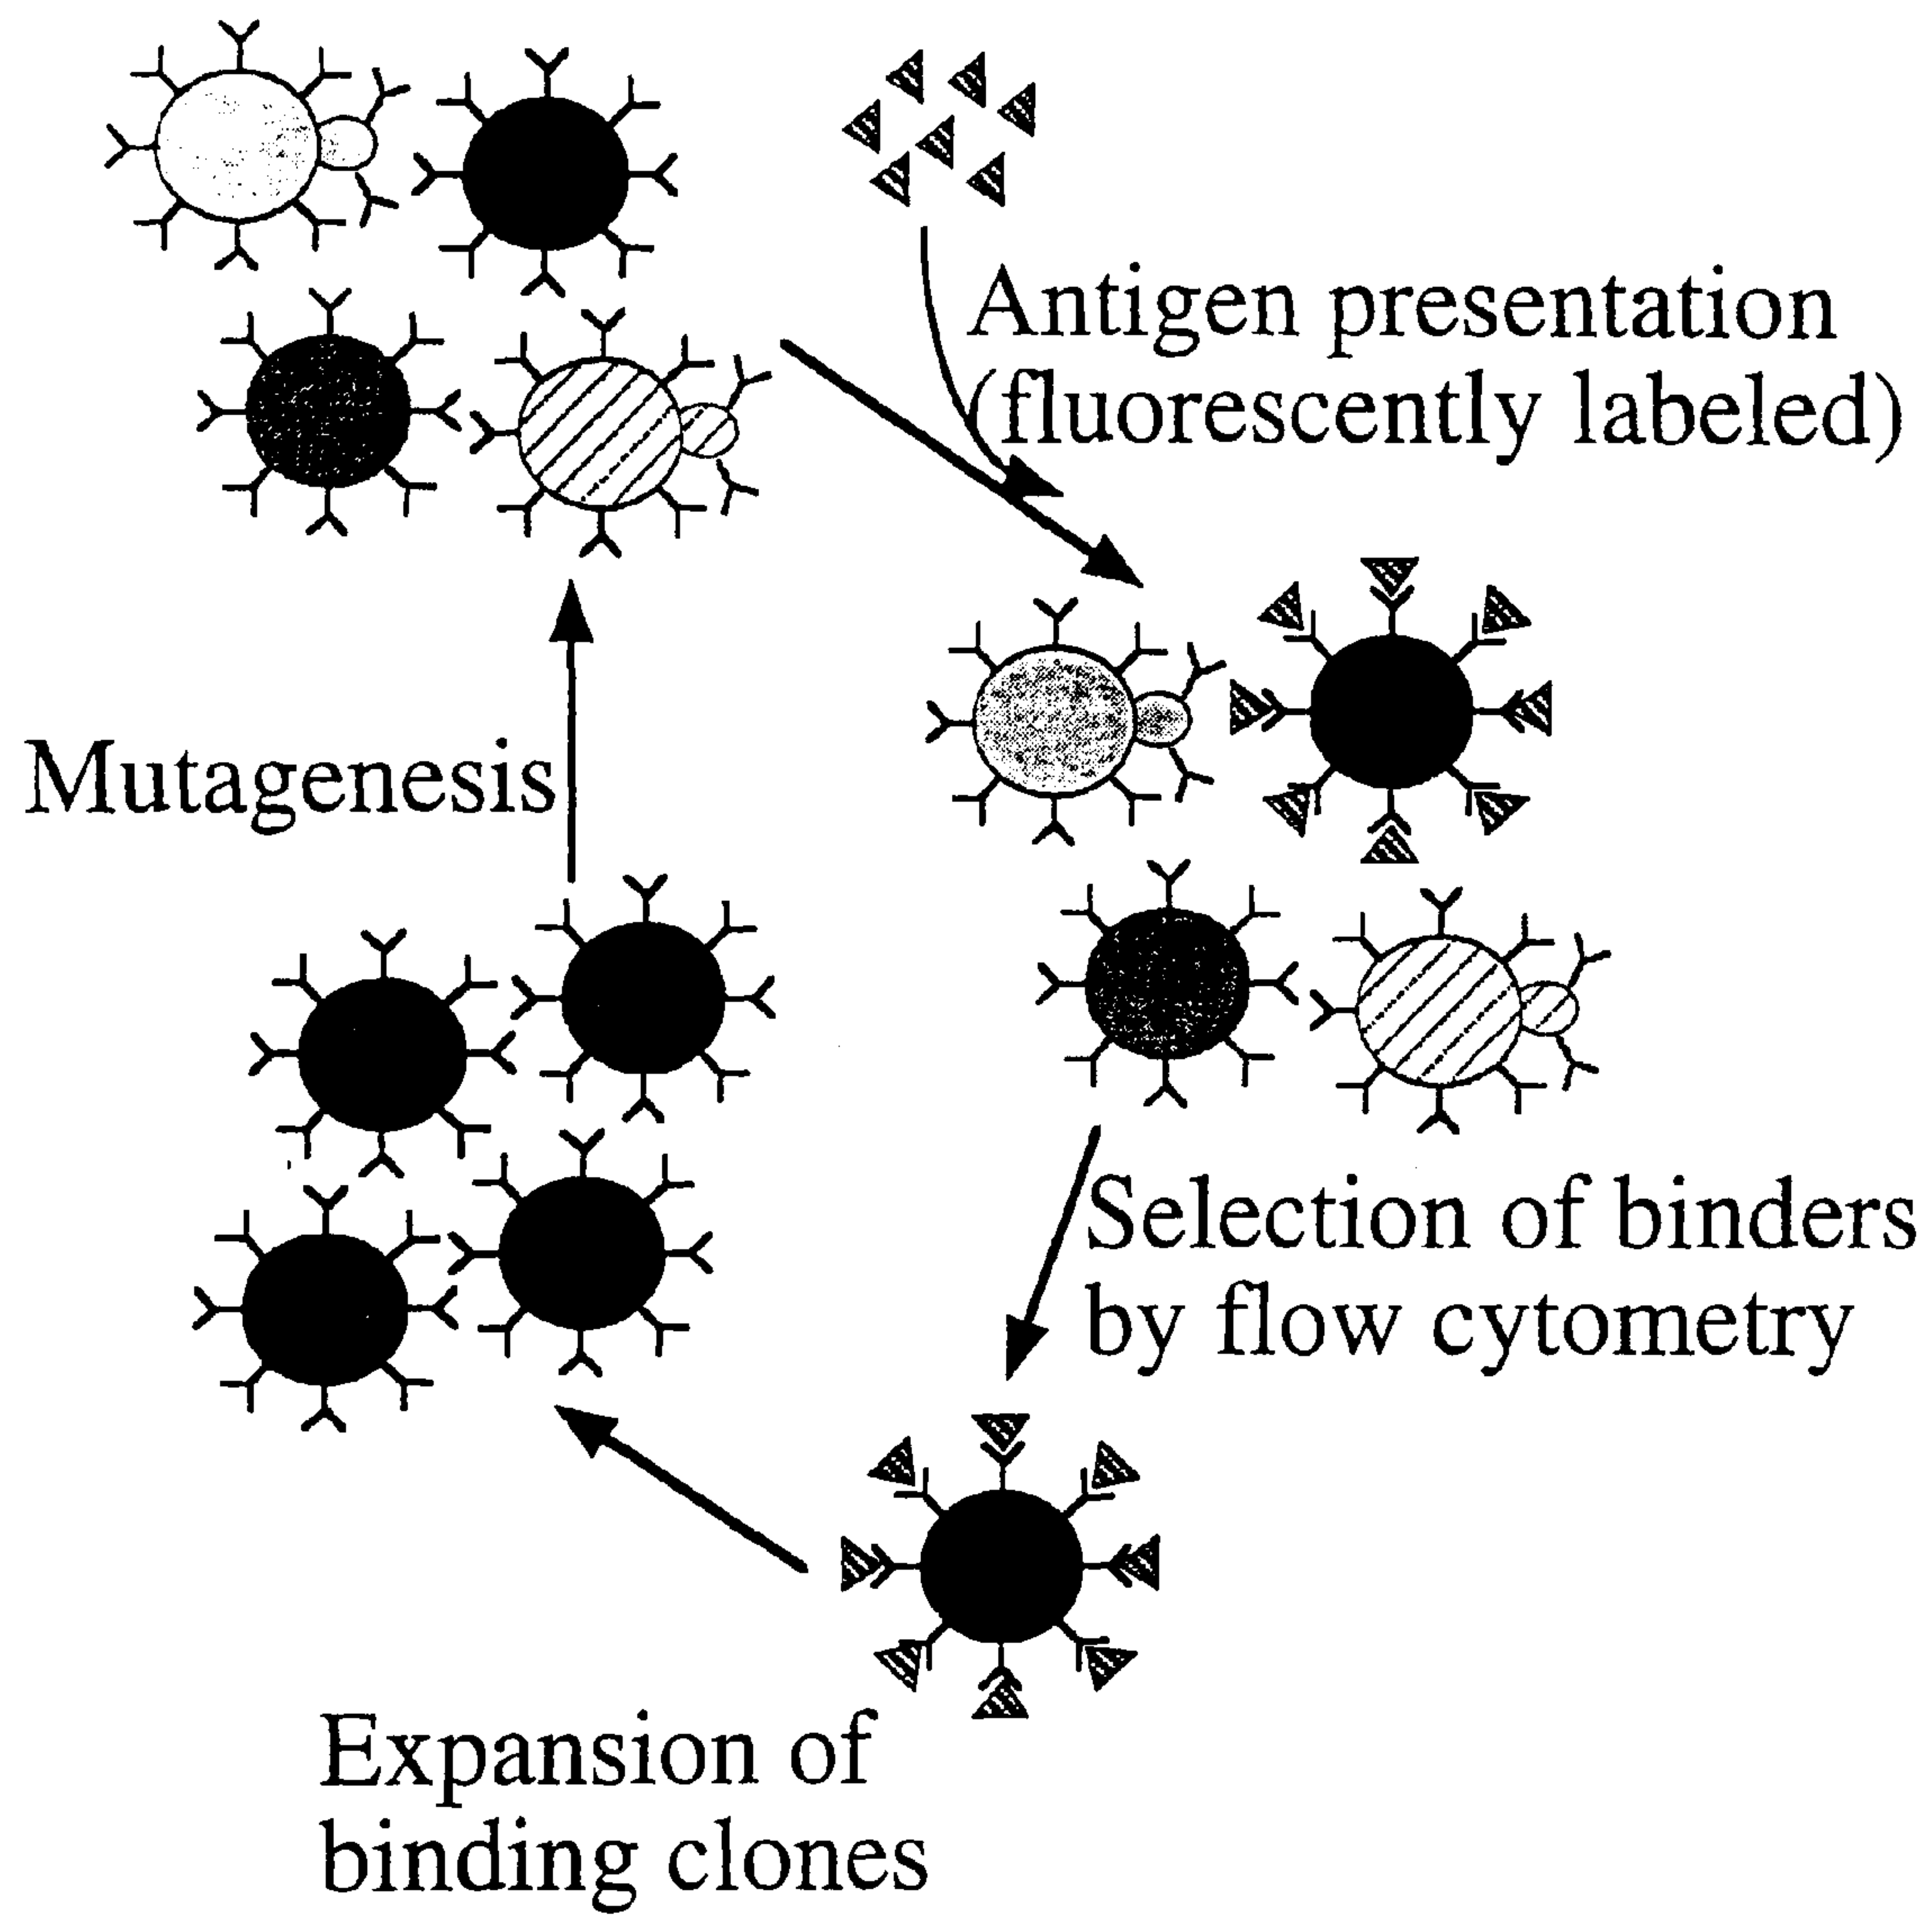 Antigen presentation
(fluorescently labeled)
Mutagenesis
Selection of binders
by flow cytometry
Expansion of
binding clones